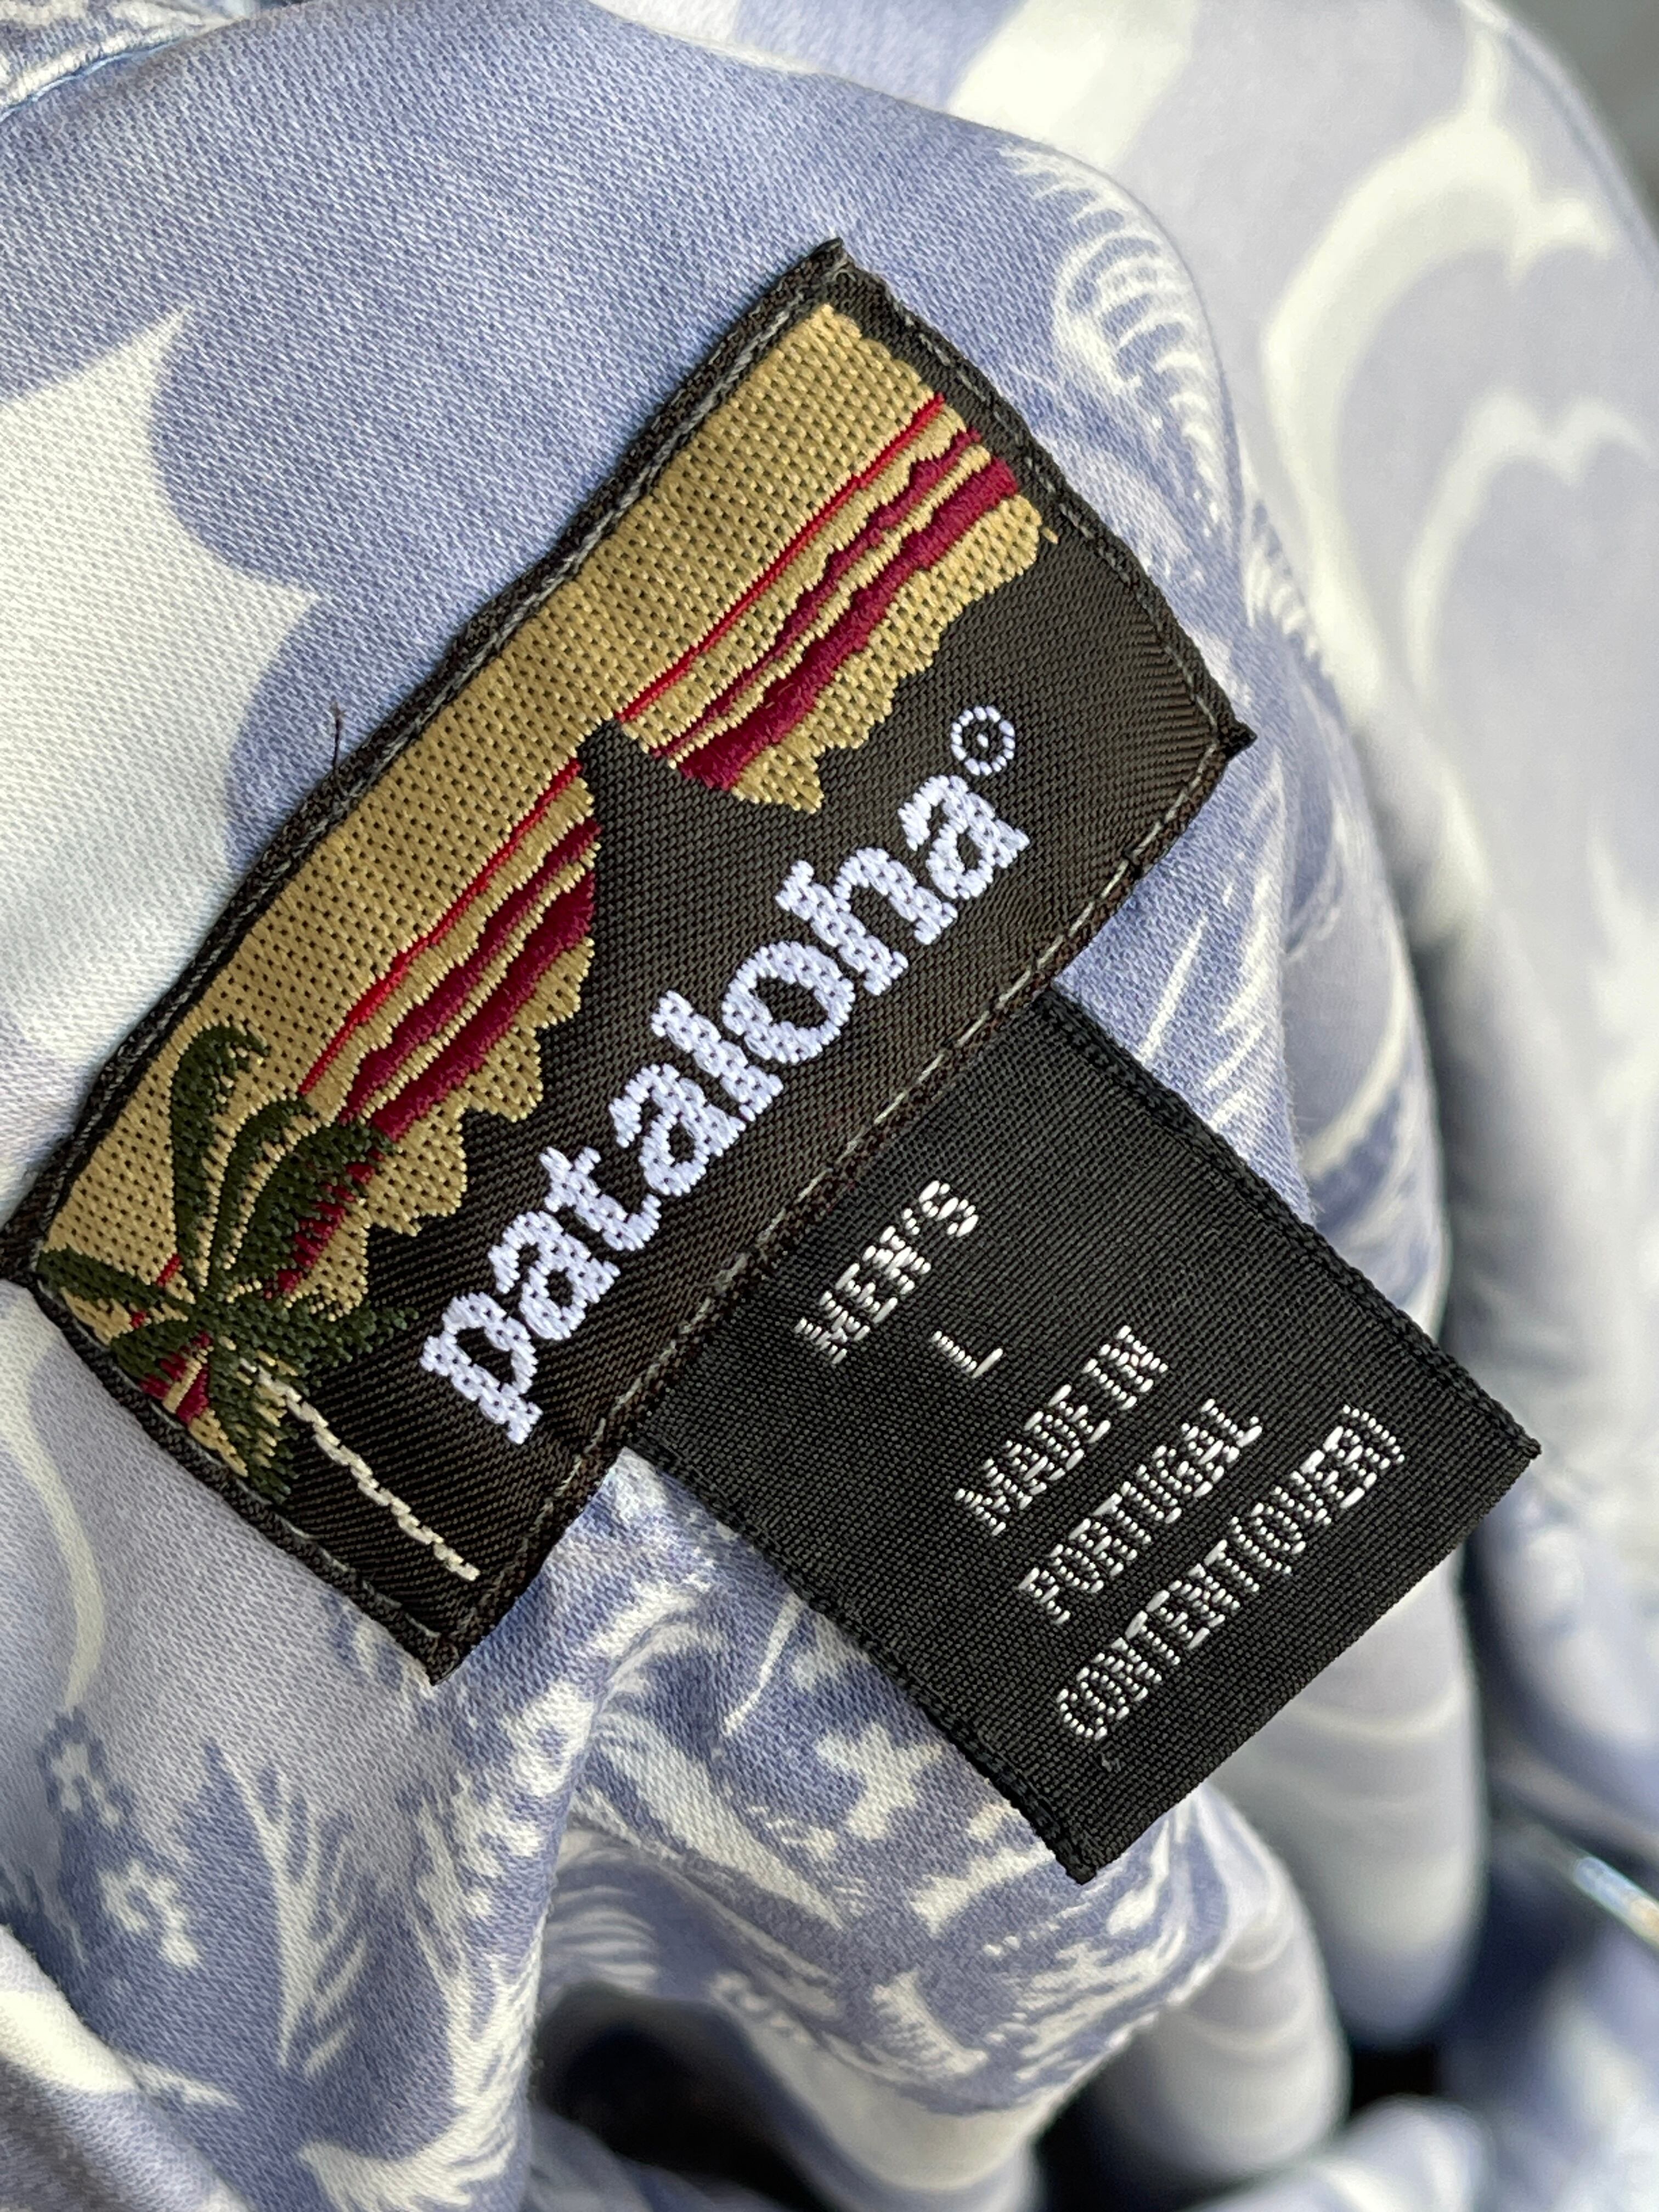 pataloha®
MEN'S
L
MADE IN
PORTUGAL
CONTENT(OVER)